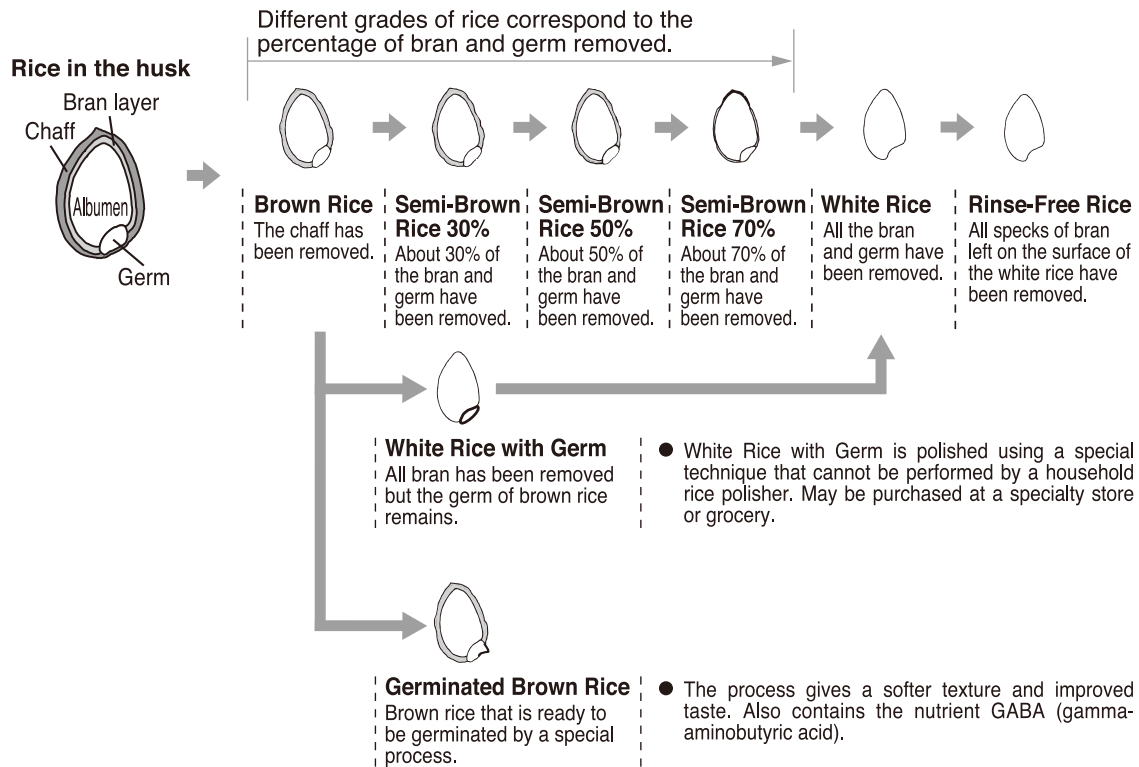 Different grades of rice correspond to the
percentage of bran and germ removed.
Rice in the husk
Bran layer
Chaff
Albumen
Germ
Brown Rice
The chaff has
been removed.
Semi-Brown
Rice 30%
About 30% of
the bran and
germ have
been removed.
Semi-Brown
Rice 50%
About 50% of
the bran and
germ have
been removed.
Semi-Brown
Rice 70%
About 70% of
the bran and
germ have
been removed.
White Rice
All the bran
and germ have
been removed.
Rinse-Free Rice
All specks of bran
left on the surface of
the white rice have
been removed.
White Rice with Germ
All bran has been removed
but the germ of brown rice
remains.
● White Rice with Germ is polished using a special
technique that cannot be performed by a household
rice polisher. May be purchased at a specialty store
or grocery.
Germinated Brown Rice
Brown rice that is ready to
be germinated by a special
process.
● The process gives a softer texture and improved
taste. Also contains the nutrient GABA (gamma-
aminobutyric acid).